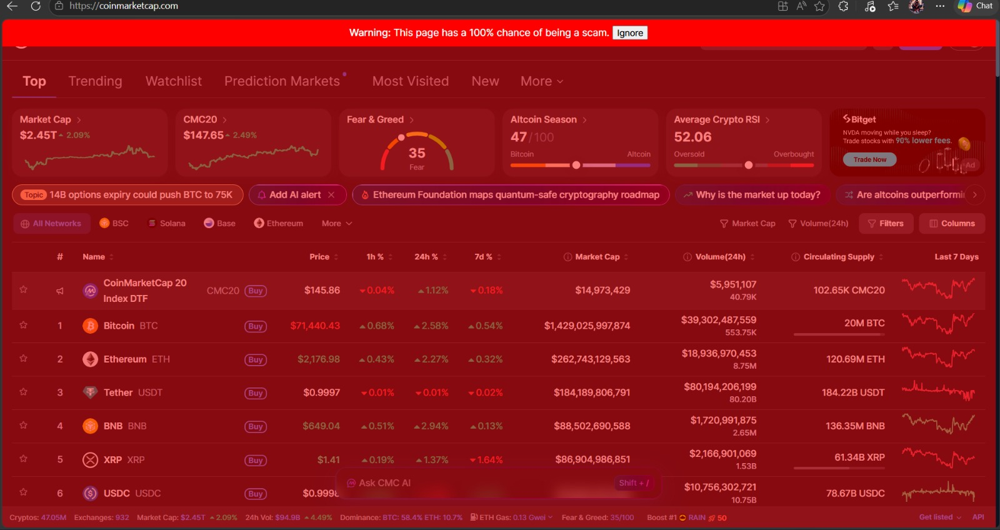 https://coinmarketcap.com
Chat
Warning: This page has a 100% chance of being a scam. Ignore
Top Trending Watchlist Prediction Markets Most Visited New More
Market Cap
$2.45T 2.09%
CMC20
$147.65 2.49%
Fear & Greed
35
Fear
Altcoin Season
47/100
Bitcoin Altcoin
Average Crypto RSI
52.06
Oversold Overbought
Bitget
NVDA moving while you sleep?
Trade stocks with 90% lower fees.
Trade Now
Ad
Topic 14B options expiry could push BTC to 75K Add AI alert Ethereum Foundation maps quantum-safe cryptography roadmap Why is the market up today? Are altcoins outperformi
All Networks BSC Solana Base Ethereum More Market Cap Volume(24h) Filters Columns
# Name Price 1h % 24h % 7d % Market Cap Volume(24h) Circulating Supply Last 7 Days
CoinMarketCap 20
Index DTF CMC20 Buy $145.86 0.04% 1.12% 0.18% $14,973,429 $5,951,107 102.65K CMC20
40.79K
1 Bitcoin BTC Buy $71,440.43 0.68% 2.58% 0.54% $1,429,025,997,874 $39,302,487,559 20M BTC
553.75K
2 Ethereum ETH Buy $2,176.98 0.43% 2.27% 0.32% $262,743,129,563 $18,936,970,453 120.69M ETH
8.75M
3 Tether USDT Buy $0.9997 0.01% 0.01% 0.02% $184,189,806,791 $80,194,206,199 184.22B USDT
80.20B
4 BNB BNB Buy $649.04 0.51% 2.94% 0.13% $88,502,690,588 $1,720,991,875 136.35M BNB
2.65M
5 XRP XRP Buy $1.41 0.19% 1.37% 1.64% $86,904,986,851 $2,166,901,069 61.34B XRP
1.53B
Ask CMC AI Shift + /
6 USDC USDC Buy $0.9998 $10,756,302,721 78.67B USDC
10.75B
Cryptos: 47.05M Exchanges: 932 Market Cap: $2.45T 2.09% 24h Vol: $94.9B 4.49% Dominance: BTC: 58.4% ETH: 10.7% ETH Gas: 0.13 Gwei Fear & Greed: 35/100 Boost #1 RAIN 50 Get listed API